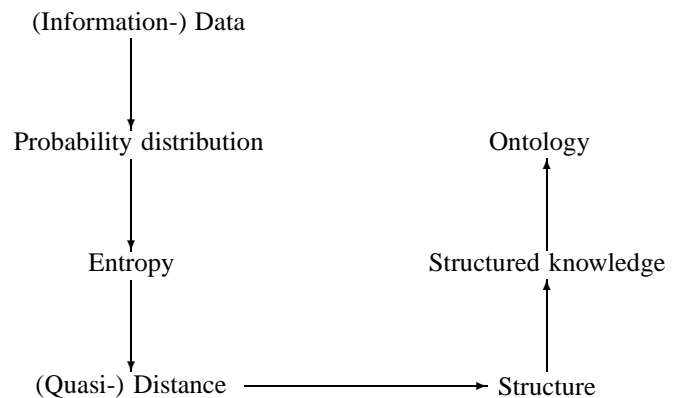 (Information-) Data
Probability distribution
Ontology
Entropy
Structured knowledge
(Quasi-) Distance
Structure